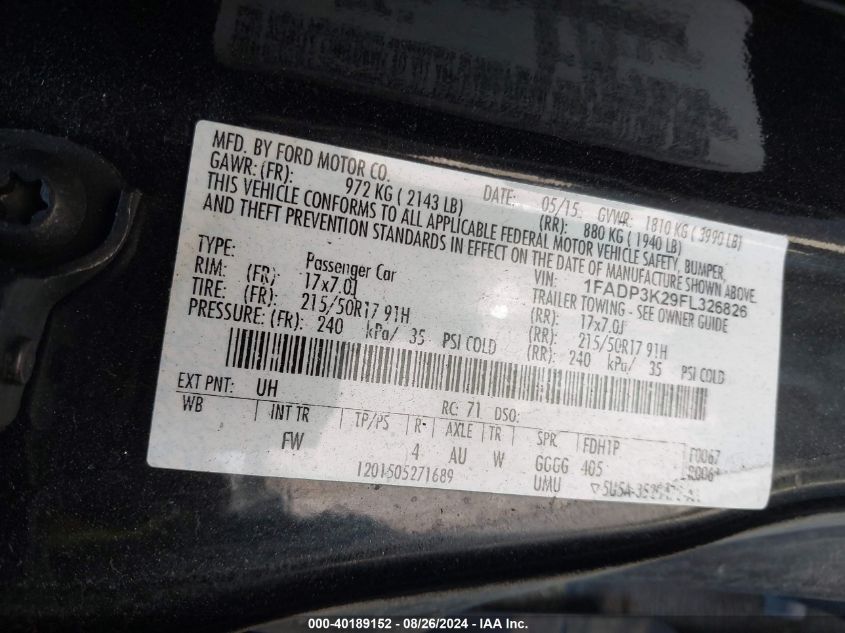 MFD. BY FORD MOTOR CO. DATE: 05/15 GVWR: 1810 KG ( 3990 LB)
GAWR: (FR): 972 KG ( 2143 LB) (RR): 880 KG ( 1940 LB)
THIS VEHICLE CONFORMS TO ALL APPLICABLE FEDERAL MOTOR VEHICLE SAFETY, BUMPER,
AND THEFT PREVENTION STANDARDS IN EFFECT ON THE DATE OF MANUFACTURE SHOWN ABOVE.
VIN: 1FADP3K29FL326826
TYPE: Passenger Car TRAILER TOWING - SEE OWNER GUIDE
RIM: (FR) 17x7.0J (RR): 17x7.0J
TIRE: (FR): 215/50R17 91H (RR): 215/50R17 91H
PRESSURE: (FR): 240 kPa/ 35 PSI COLD (RR): 240 kPa/ 35 PSI COLD
EXT PNT: UH RC: 71 DSO:
WB INT TR TP/PS R- AXLE TR SPR FDH1P F0067
FW 4 AU W GGGG 405
1201505271689 UMU
000-40189152 - 08/26/2024 - IAA Inc.